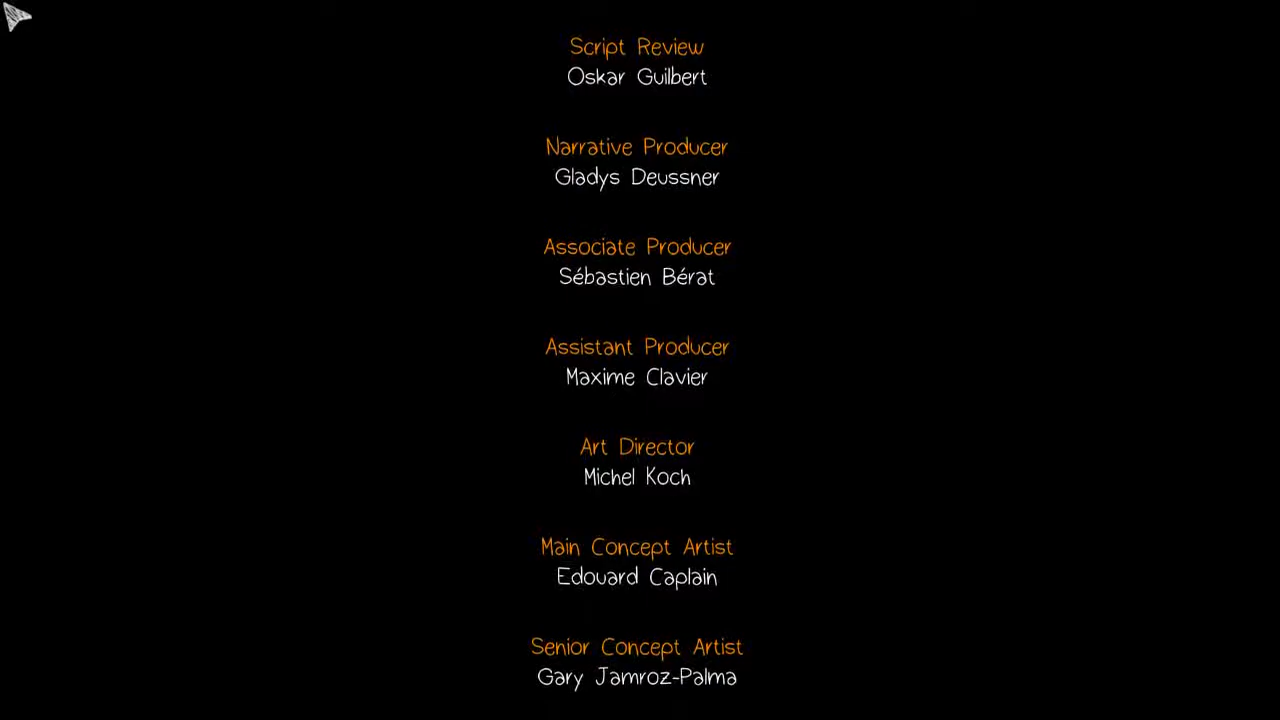 Script Review
Oskar Guilbert
Narrative Producer
Gladys Deussner
Associate Producer
Sébastien Bérat
Assistant Producer
Maxime Clavier
Art Director
Michel Koch
Main Concept Artist
Edouard Caplain
Senior Concept Artist
Gary Jamroz-Palma